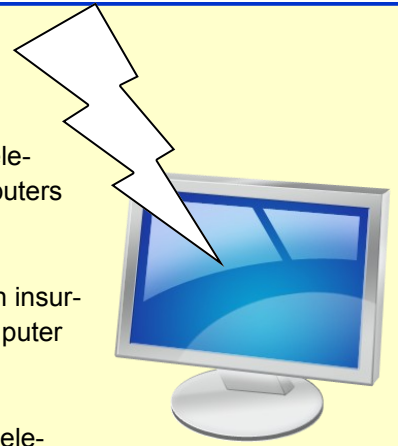 ele-
puters
n insur-
puter
ele-